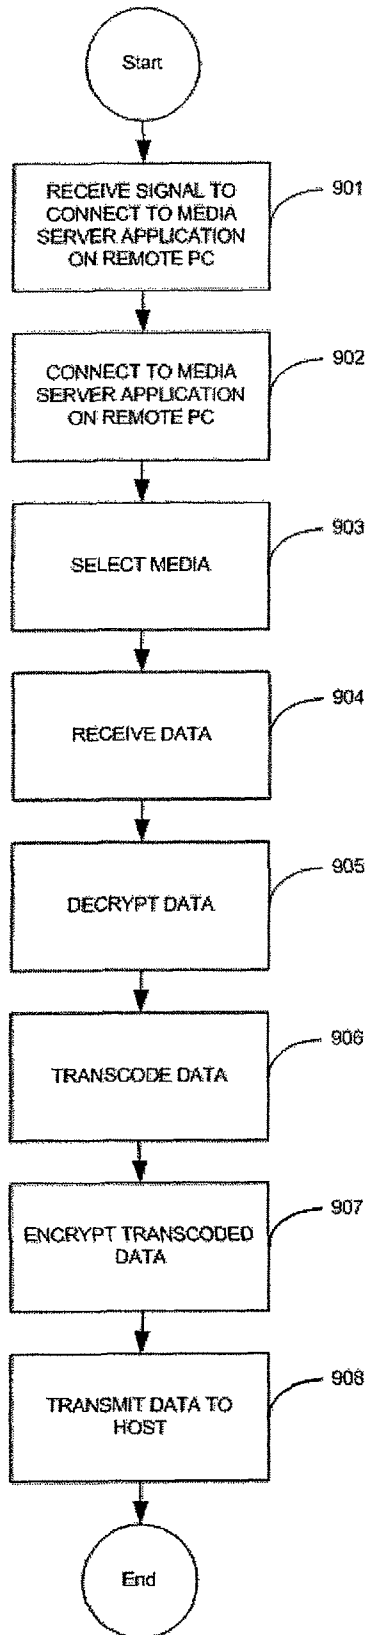 Start
RECEIVE SIGNAL TO
CONNECT TO MEDIA
SERVER APPLICATION
ON REMOTE PC
901
CONNECT TO MEDIA
SERVER APPLICATION
ON REMOTE PC
902
SELECT MEDIA
903
RECEIVE DATA
904
DECRYPT DATA
905
TRANSCODE DATA
906
ENCRYPT TRANSCODED
DATA
907
TRANSMIT DATA TO
HOST
908
End